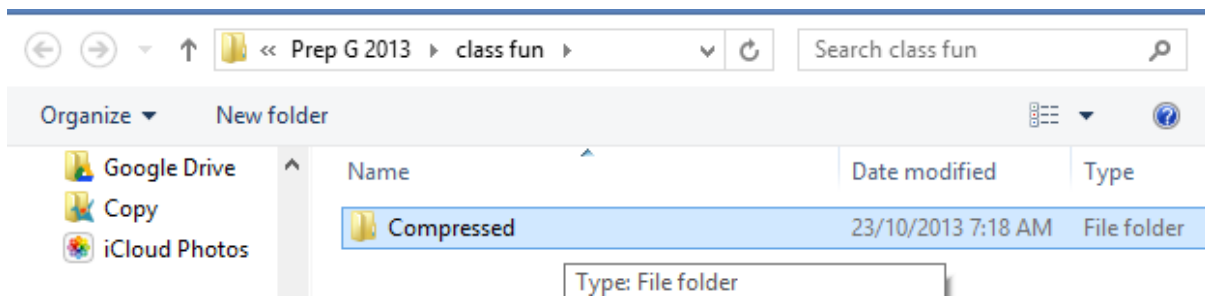 « Prep G 2013 ▸ class fun ▸ Search class fun
Organize ▼ New folder
Google Drive Name Date modified Type
Copy
Compressed 23/10/2013 7:18 AM File folder
iCloud Photos
Type: File folder